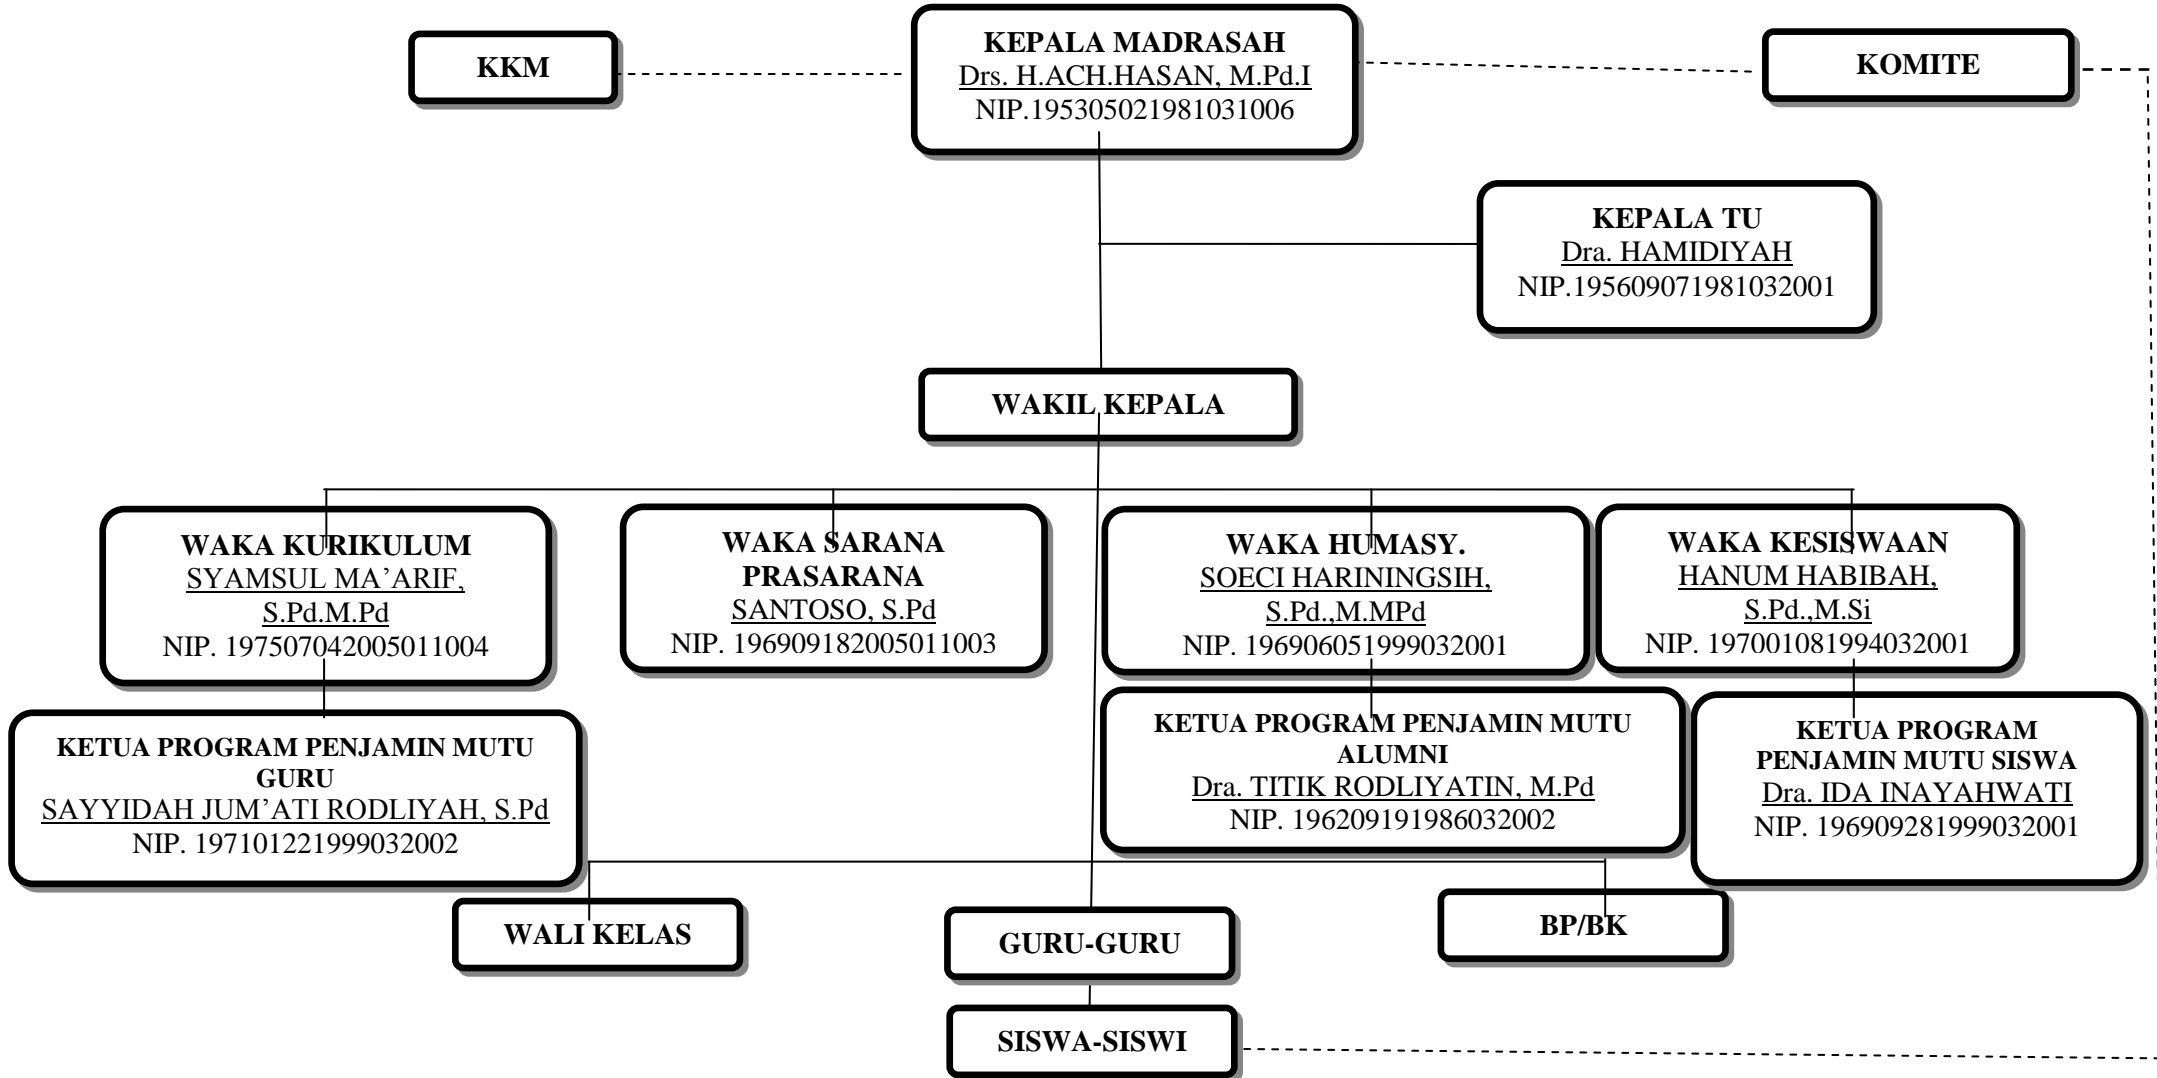 KKM
KEPALA MADRASAH
Drs. H.ACH.HASAN, M.Pd.I
NIP.195305021981031006
KOMITE
KEPALA TU
Dra. HAMIDIYAH
NIP.195609071981032001
WAKIL KEPALA
WAKA KURIKULUM
SYAMSUL MA’ARIF,
S.Pd.M.Pd
NIP. 197507042005011004
WAKA SARANA
PRASARANA
SANTOSO, S.Pd
NIP. 196909182005011003
WAKA HUMASY.
SOECI HARININGSIH,
S.Pd.,M.MPd
NIP. 196906051999032001
WAKA KESISWAAN
HANUM HABIBAH,
S.Pd.,M.Si
NIP. 197001081994032001
KETUA PROGRAM PENJAMIN MUTU
GURU
SAYYIDAH JUM’ATI RODLIYAH, S.Pd
NIP. 197101221999032002
KETUA PROGRAM PENJAMIN MUTU
ALUMNI
Dra. TITIK RODLIYATIN, M.Pd
NIP. 196209191986032002
KETUA PROGRAM
PENJAMIN MUTU SISWA
Dra. IDA INAYAHWATI
NIP. 196909281999032001
WALI KELAS
GURU-GURU
BP/BK
SISWA-SISWI